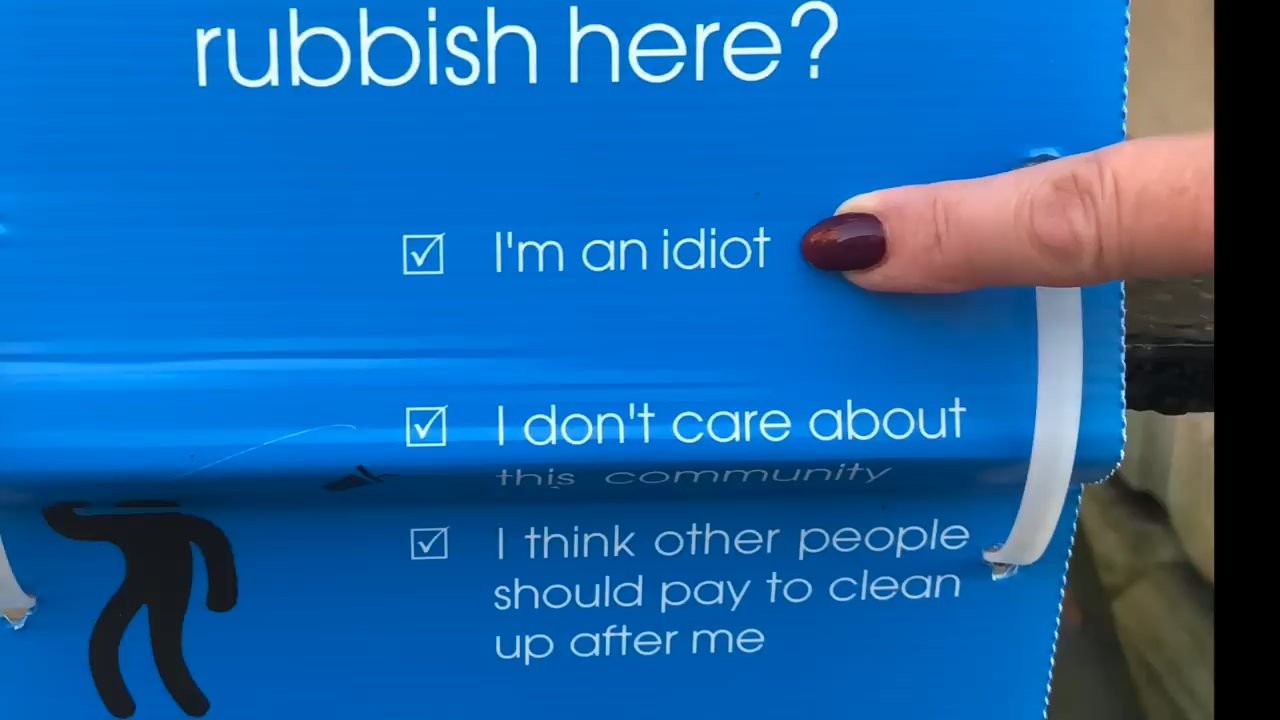 rubbish here?
I'm an idiot
I don't care about
this community
I think other people
should pay to clean
up after me